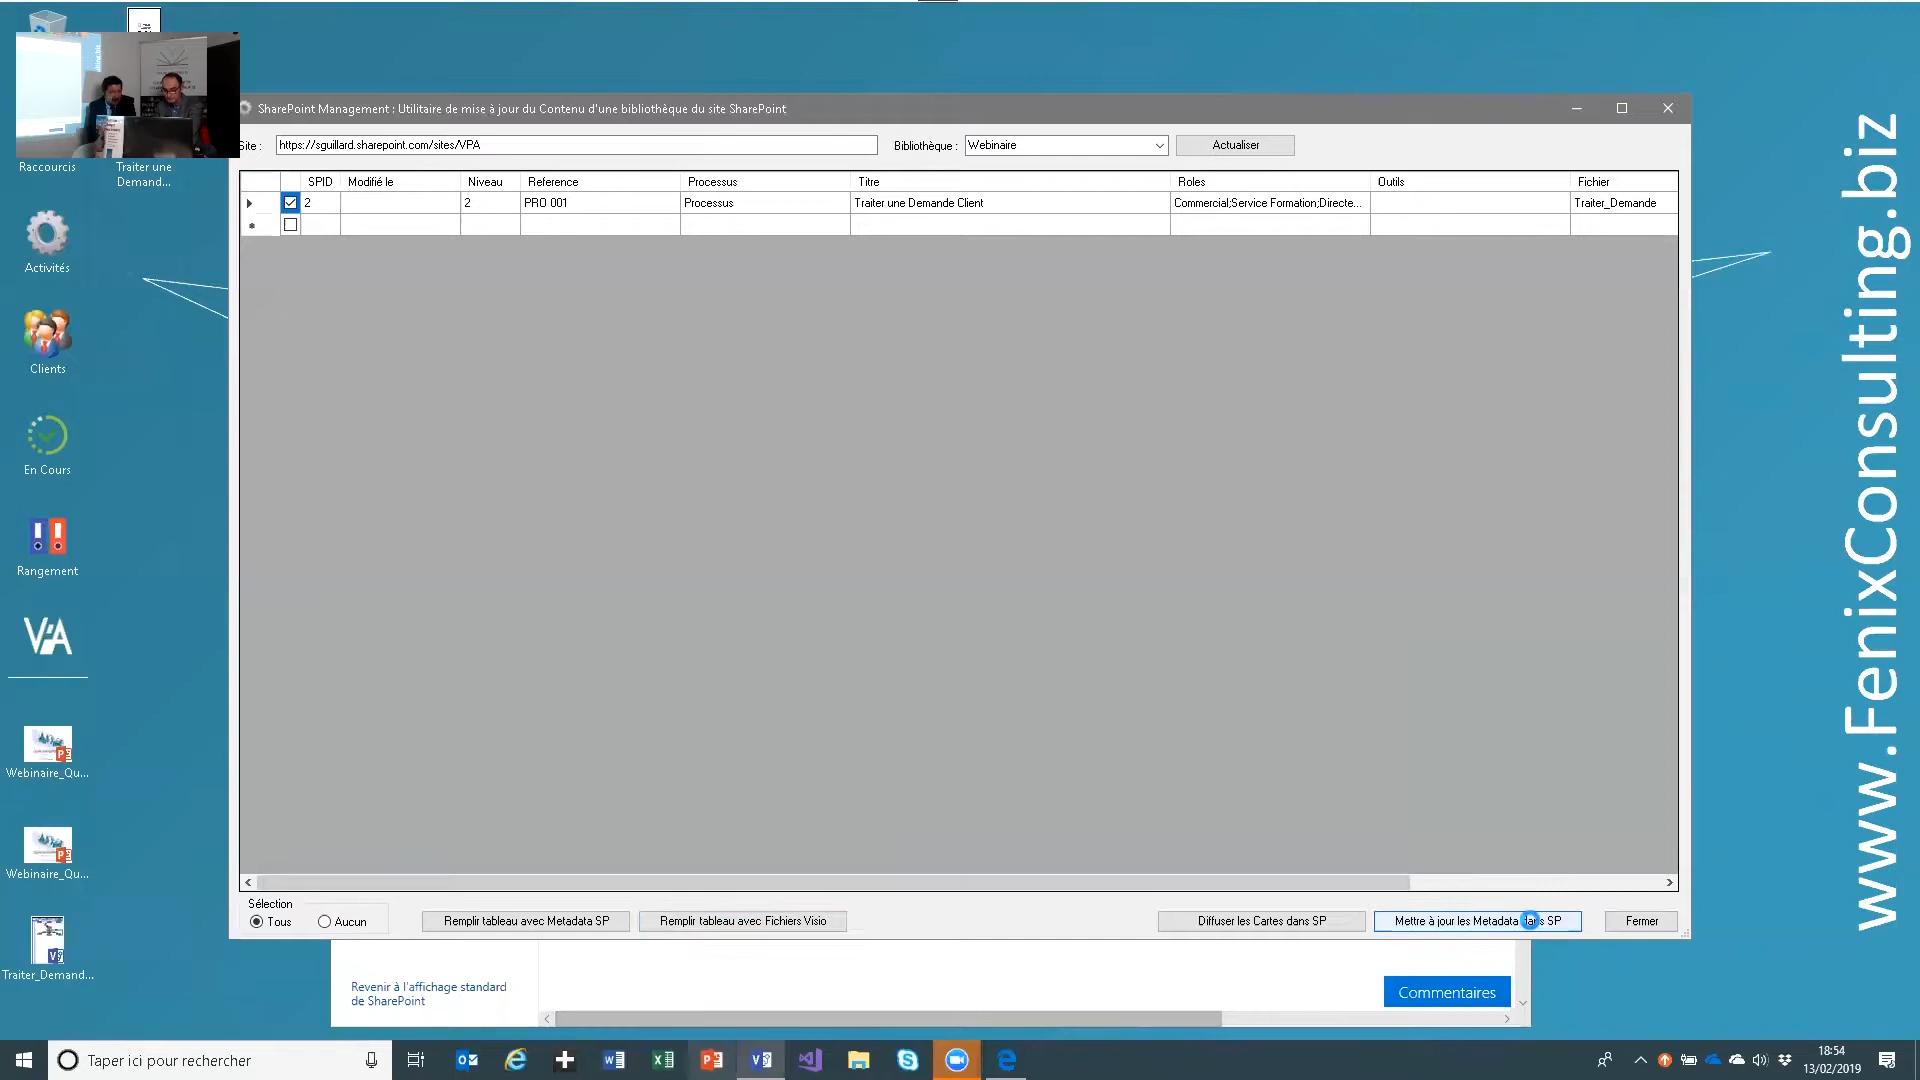 SharePoint Management : Utilitaire de mise à jour du Contenu d'une bibliothèque du site SharePoint
Site :
https://sguillard.sharepoint.com/sites/VPA
Bibliothèque :
Webinaire
Actualiser
SPID Modifié le Niveau Reference Processus Titre Roles Outils Fichier
2 2 PRO 001 Processus Traiter une Demande Client Commercial;Service Formation;Directe... Traiter_Demande
Sélection
Tous
Aucun
Remplir tableau avec Metadata SP
Remplir tableau avec Fichiers Visio
Diffuser les Cartes dans SP
Mettre à jour les Metadata dans SP
Fermer
Revenir à l'affichage standard
de SharePoint
Commentaires
Raccourcis
Traiter une
Demand...
Activités
Clients
En Cours
Rangement
Webinaire_Qu...
Webinaire_Qu...
Traiter_Demand...
www.FenixConsulting.biz
Taper ici pour rechercher
18:54
13/02/2019